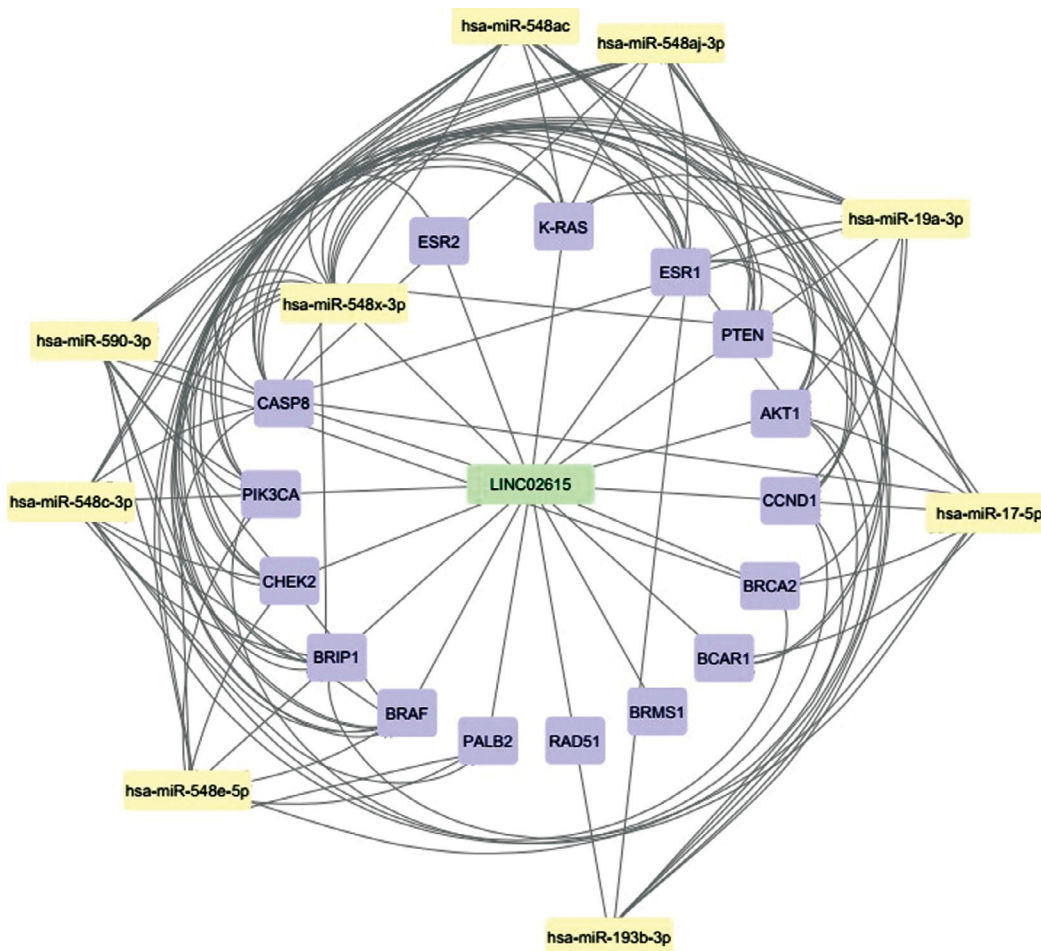 hsa-miR-548ac
hsa-miR-548aj-3p
hsa-miR-19a-3p
K-RAS
ESR2
ESR1
hsa-miR-548x-3p
PTEN
hsa-miR-590-3p
CASP8
AKT1
LINC02615
PIK3CA
CCND1
hsa-miR-548c-3p
hsa-miR-17-5p
CHEK2
BRCA2
BRIP1
BCAR1
BRAF
BRMS1
PALB2
RAD51
hsa-miR-548e-5p
hsa-miR-193b-3p